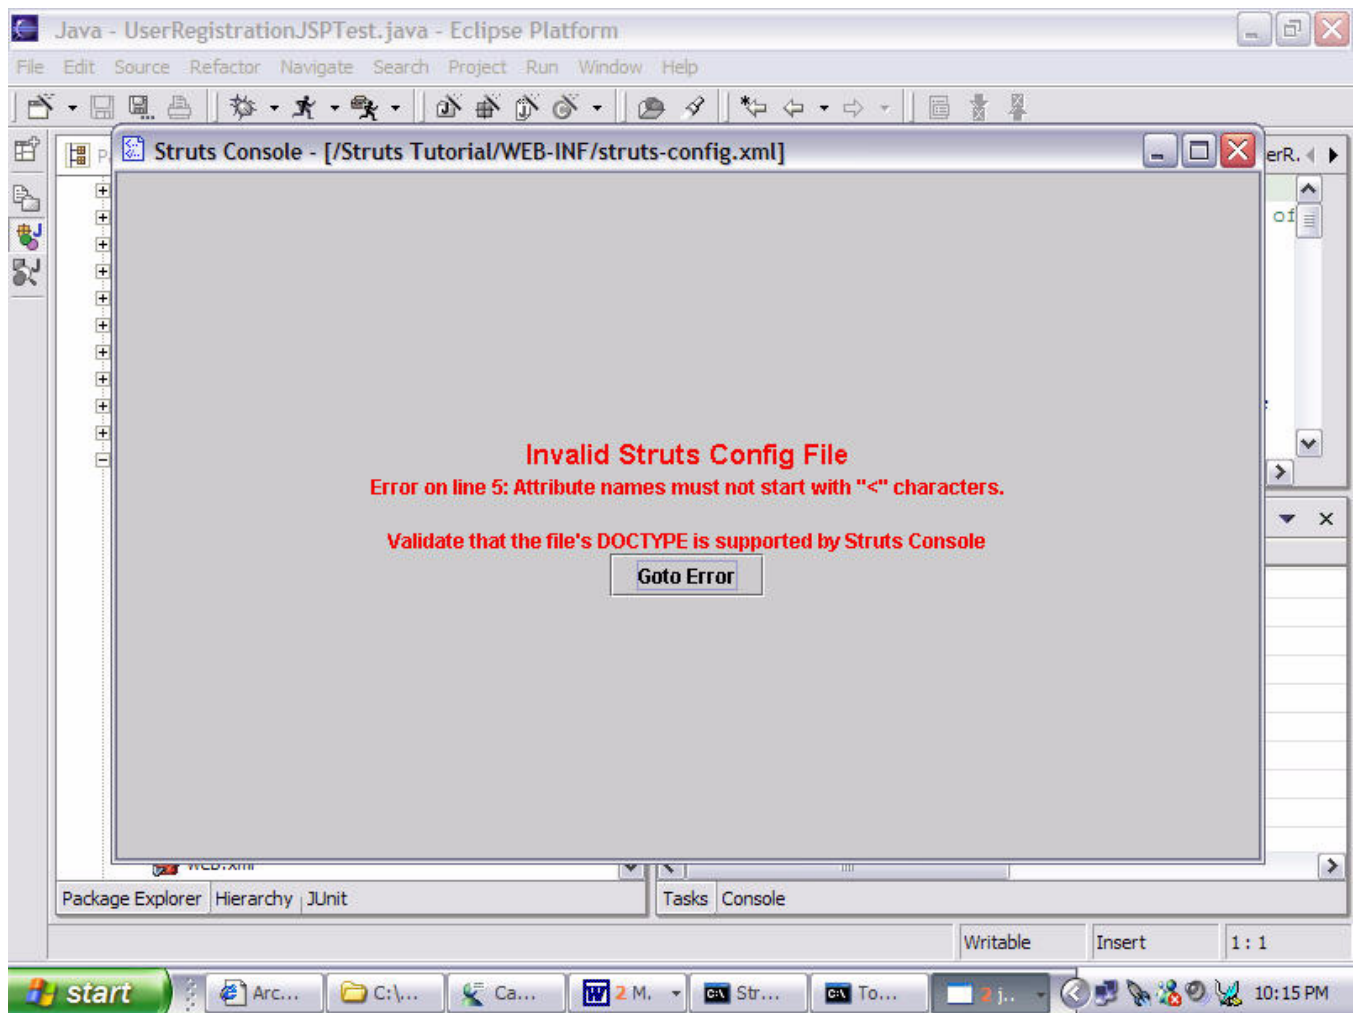 Java - UserRegistrationJSPTest.java - Eclipse Platform
File Edit Source Refactor Navigate Search Project Run Window Help
Struts Console - [/Struts Tutorial/WEB-INF/struts-config.xml]
erR.
of
Invalid Struts Config File
Error on line 5: Attribute names must not start with "<" characters.
Validate that the file's DOCTYPE is supported by Struts Console
Goto Error
Package Explorer Hierarchy JUnit
Tasks Console
Writable Insert 1 : 1
start Arc... C:\... Ca... 2 M. Str... To... 2 j.. 10:15 PM